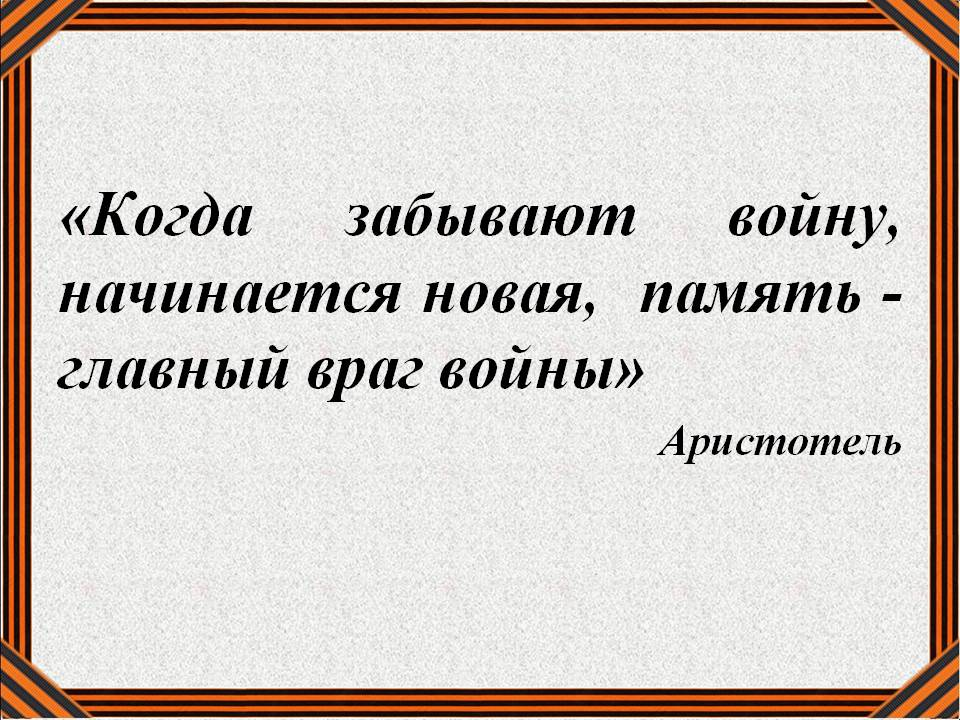 «Когда забывают войну,
начинается новая, память -
главный враг войны»
Аристотель